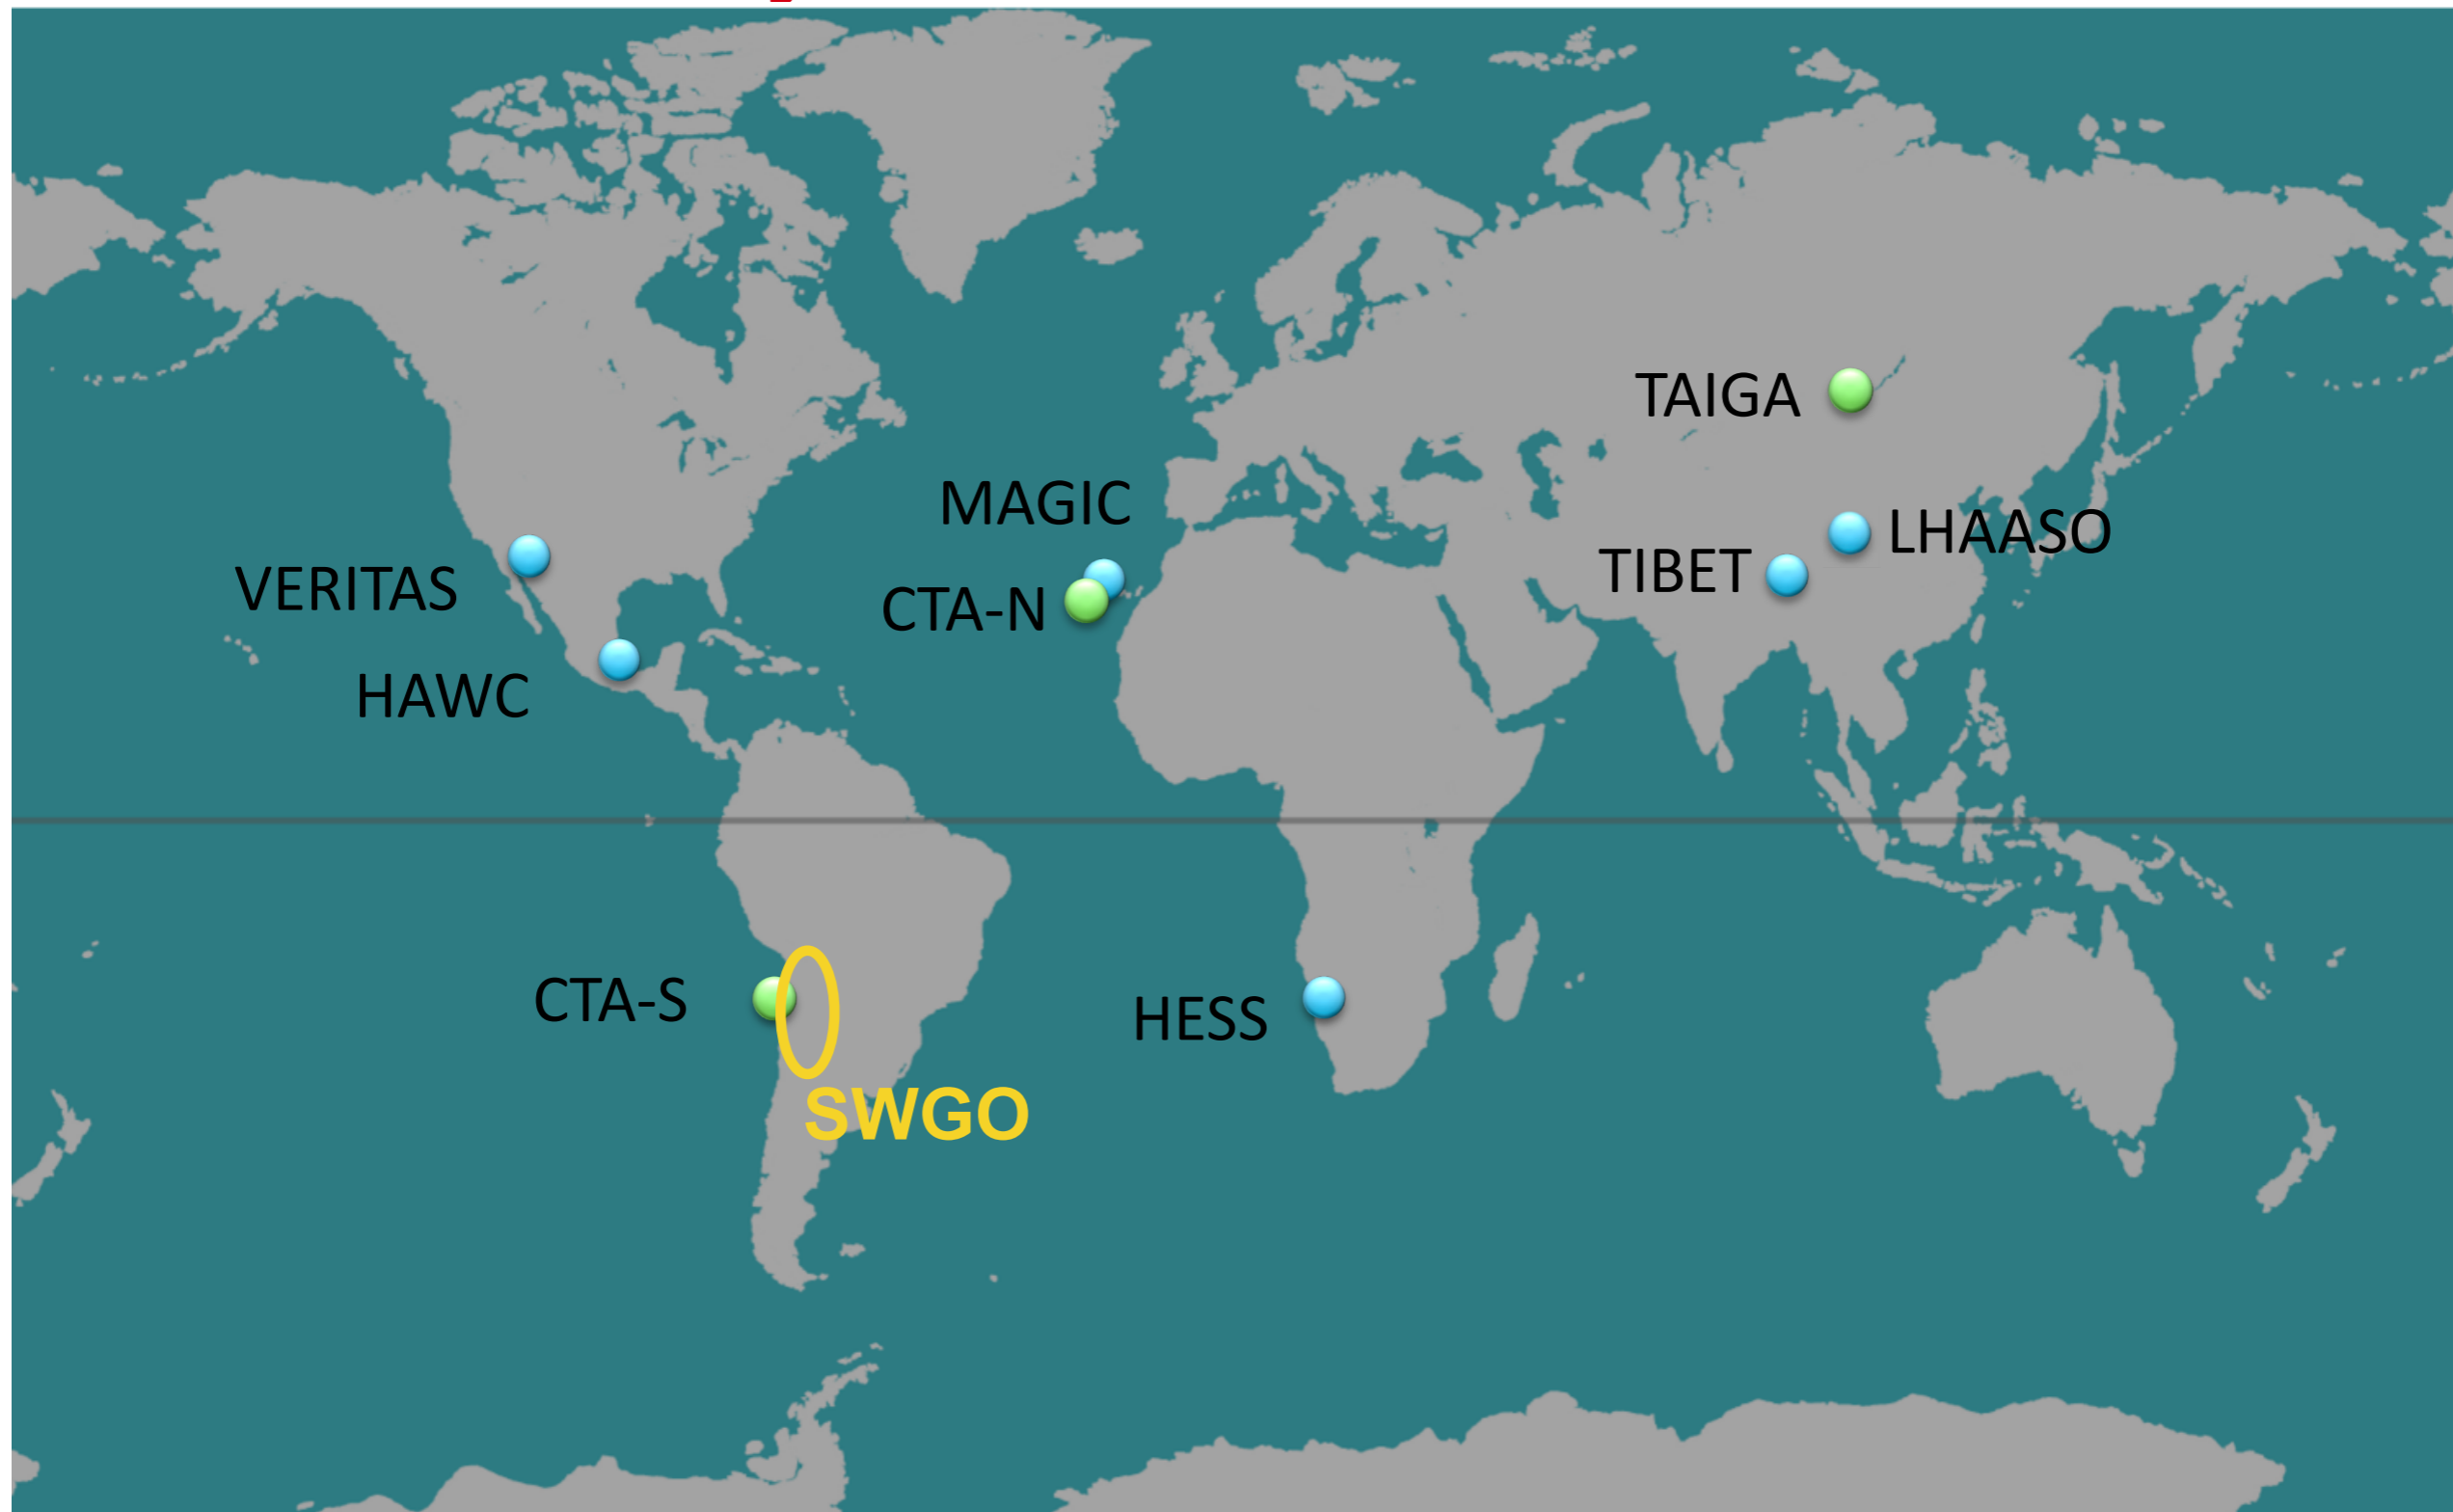 TAIGA
MAGIC
LHAASO
TIBET
VERITAS
CTA-N
HAWC
CTA-S
HESS
SWGO